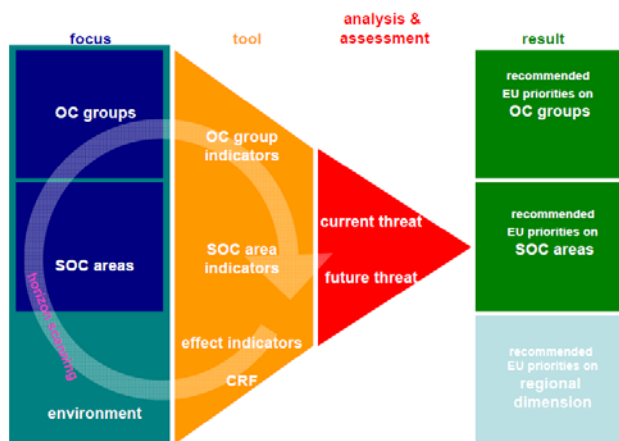 focus
tool
analysis &
assessment
result
OC groups
SOC areas
horizon scanning
environment
OC group
indicators
SOC area
indicators
effect indicators
CRF
current threat
future threat
recommended
EU priorities on
OC groups
recommended
EU priorities on
SOC areas
recommended
EU priorities on
regional
dimension